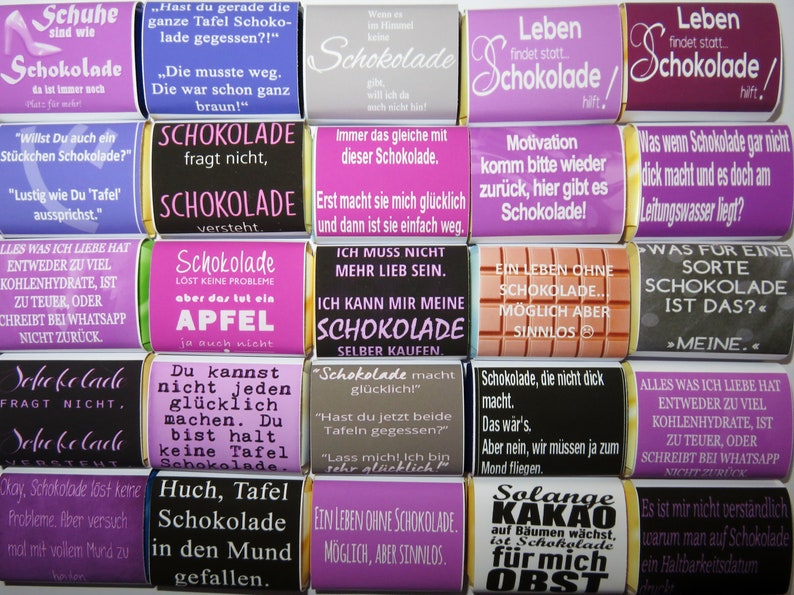 Schuhe
sind wie
Schokolade
da ist immer noch
Platz für mehr!
„Hast du gerade die
ganze Tafel Schoko-
lade gegessen?!“
„Die musste weg.
Die war schon ganz
braun!“
Wenn es
im Himmel
keine
Schokolade
gibt,
will ich da
auch nicht hin!
Leben
findet statt...
Schokolade
hilft!
Leben
findet statt...
Schokolade
hilft!
"Willst Du auch ein
Stückchen Schokolade?"
"Lustig wie Du 'Tafel'
aussprichst."
SCHOKOLADE
fragt nicht,
SCHOKOLADE
versteht.
Immer das gleiche mit
dieser Schokolade.
Erst macht sie mich glücklich
und dann ist sie einfach weg.
Motivation
komm bitte wieder
zurück, hier gibt es
Schokolade!
Was wenn Schokolade gar nicht
dick macht und es doch am
Leitungswasser liegt?
ALLES WAS ICH LIEBE HAT
ENTWEDER ZU VIEL
KOHLENHYDRATE, IST
ZU TEUER, ODER
SCHREIBT BEI WHATSAPP
NICHT ZURÜCK.
Schokolade
LÖST KEINE PROBLEME
aber das tut ein
APFEL
ja auch nicht
ICH MUSS NICHT
MEHR LIEB SEIN.
ICH KANN MIR MEINE
SCHOKOLADE
SELBER KAUFEN.
EIN LEBEN OHNE
SCHOKOLADE...
MÖGLICH ABER
SINNLOS ☹
»WAS FÜR EINE
SORTE
SCHOKOLADE
IST DAS?«
»MEINE.«
Schokolade
FRAGT NICHT,
Schokolade
VERSTEHT
Du kannst
nicht jeden
glücklich
machen. Du
bist halt
keine Tafel
Schokolade.
“Schokolade macht
glücklich!”
“Hast du jetzt beide
Tafeln gegessen?”
“Lass mich! Ich bin
sehr glücklich!“
Schokolade, die nicht dick
macht.
Das wär's.
Aber nein, wir müssen ja zum
Mond fliegen.
ALLES WAS ICH LIEBE HAT
ENTWEDER ZU VIEL
KOHLENHYDRATE, IST
ZU TEUER, ODER
SCHREIBT BEI WHATSAPP
NICHT ZURÜCK
Okay, Schokolade löst keine
Probleme. Aber versuch
mal mit vollem Mund zu
Huch, Tafel
Schokolade
in den Mund
gefallen.
EIN LEBEN OHNE SCHOKOLADE.
MÖGLICH, ABER SINNLOS.
Solange
KAKAO
auf Bäumen wächst,
ist Schokolade
für mich
OBST
Es ist mir nicht verständlich
warum man auf Schokolade
ein Haltbarkeitsdatum
druckt